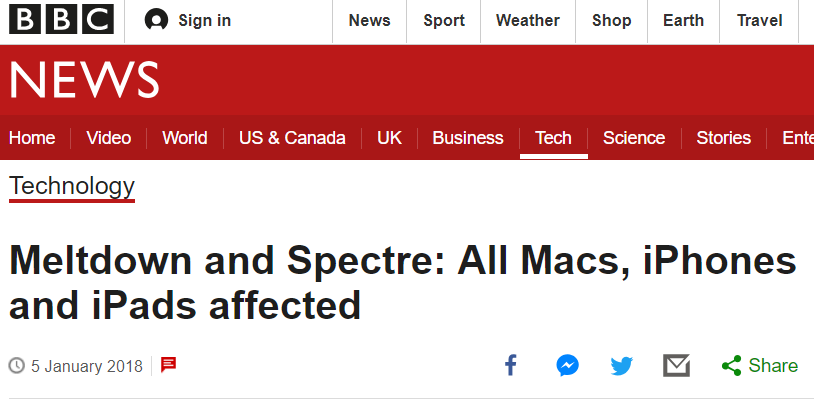 BBC Sign in News Sport Weather Shop Earth Travel
NEWS
Home Video World US & Canada UK Business Tech Science Stories Ente
Technology
Meltdown and Spectre: All Macs, iPhones
and iPads affected
5 January 2018 Share